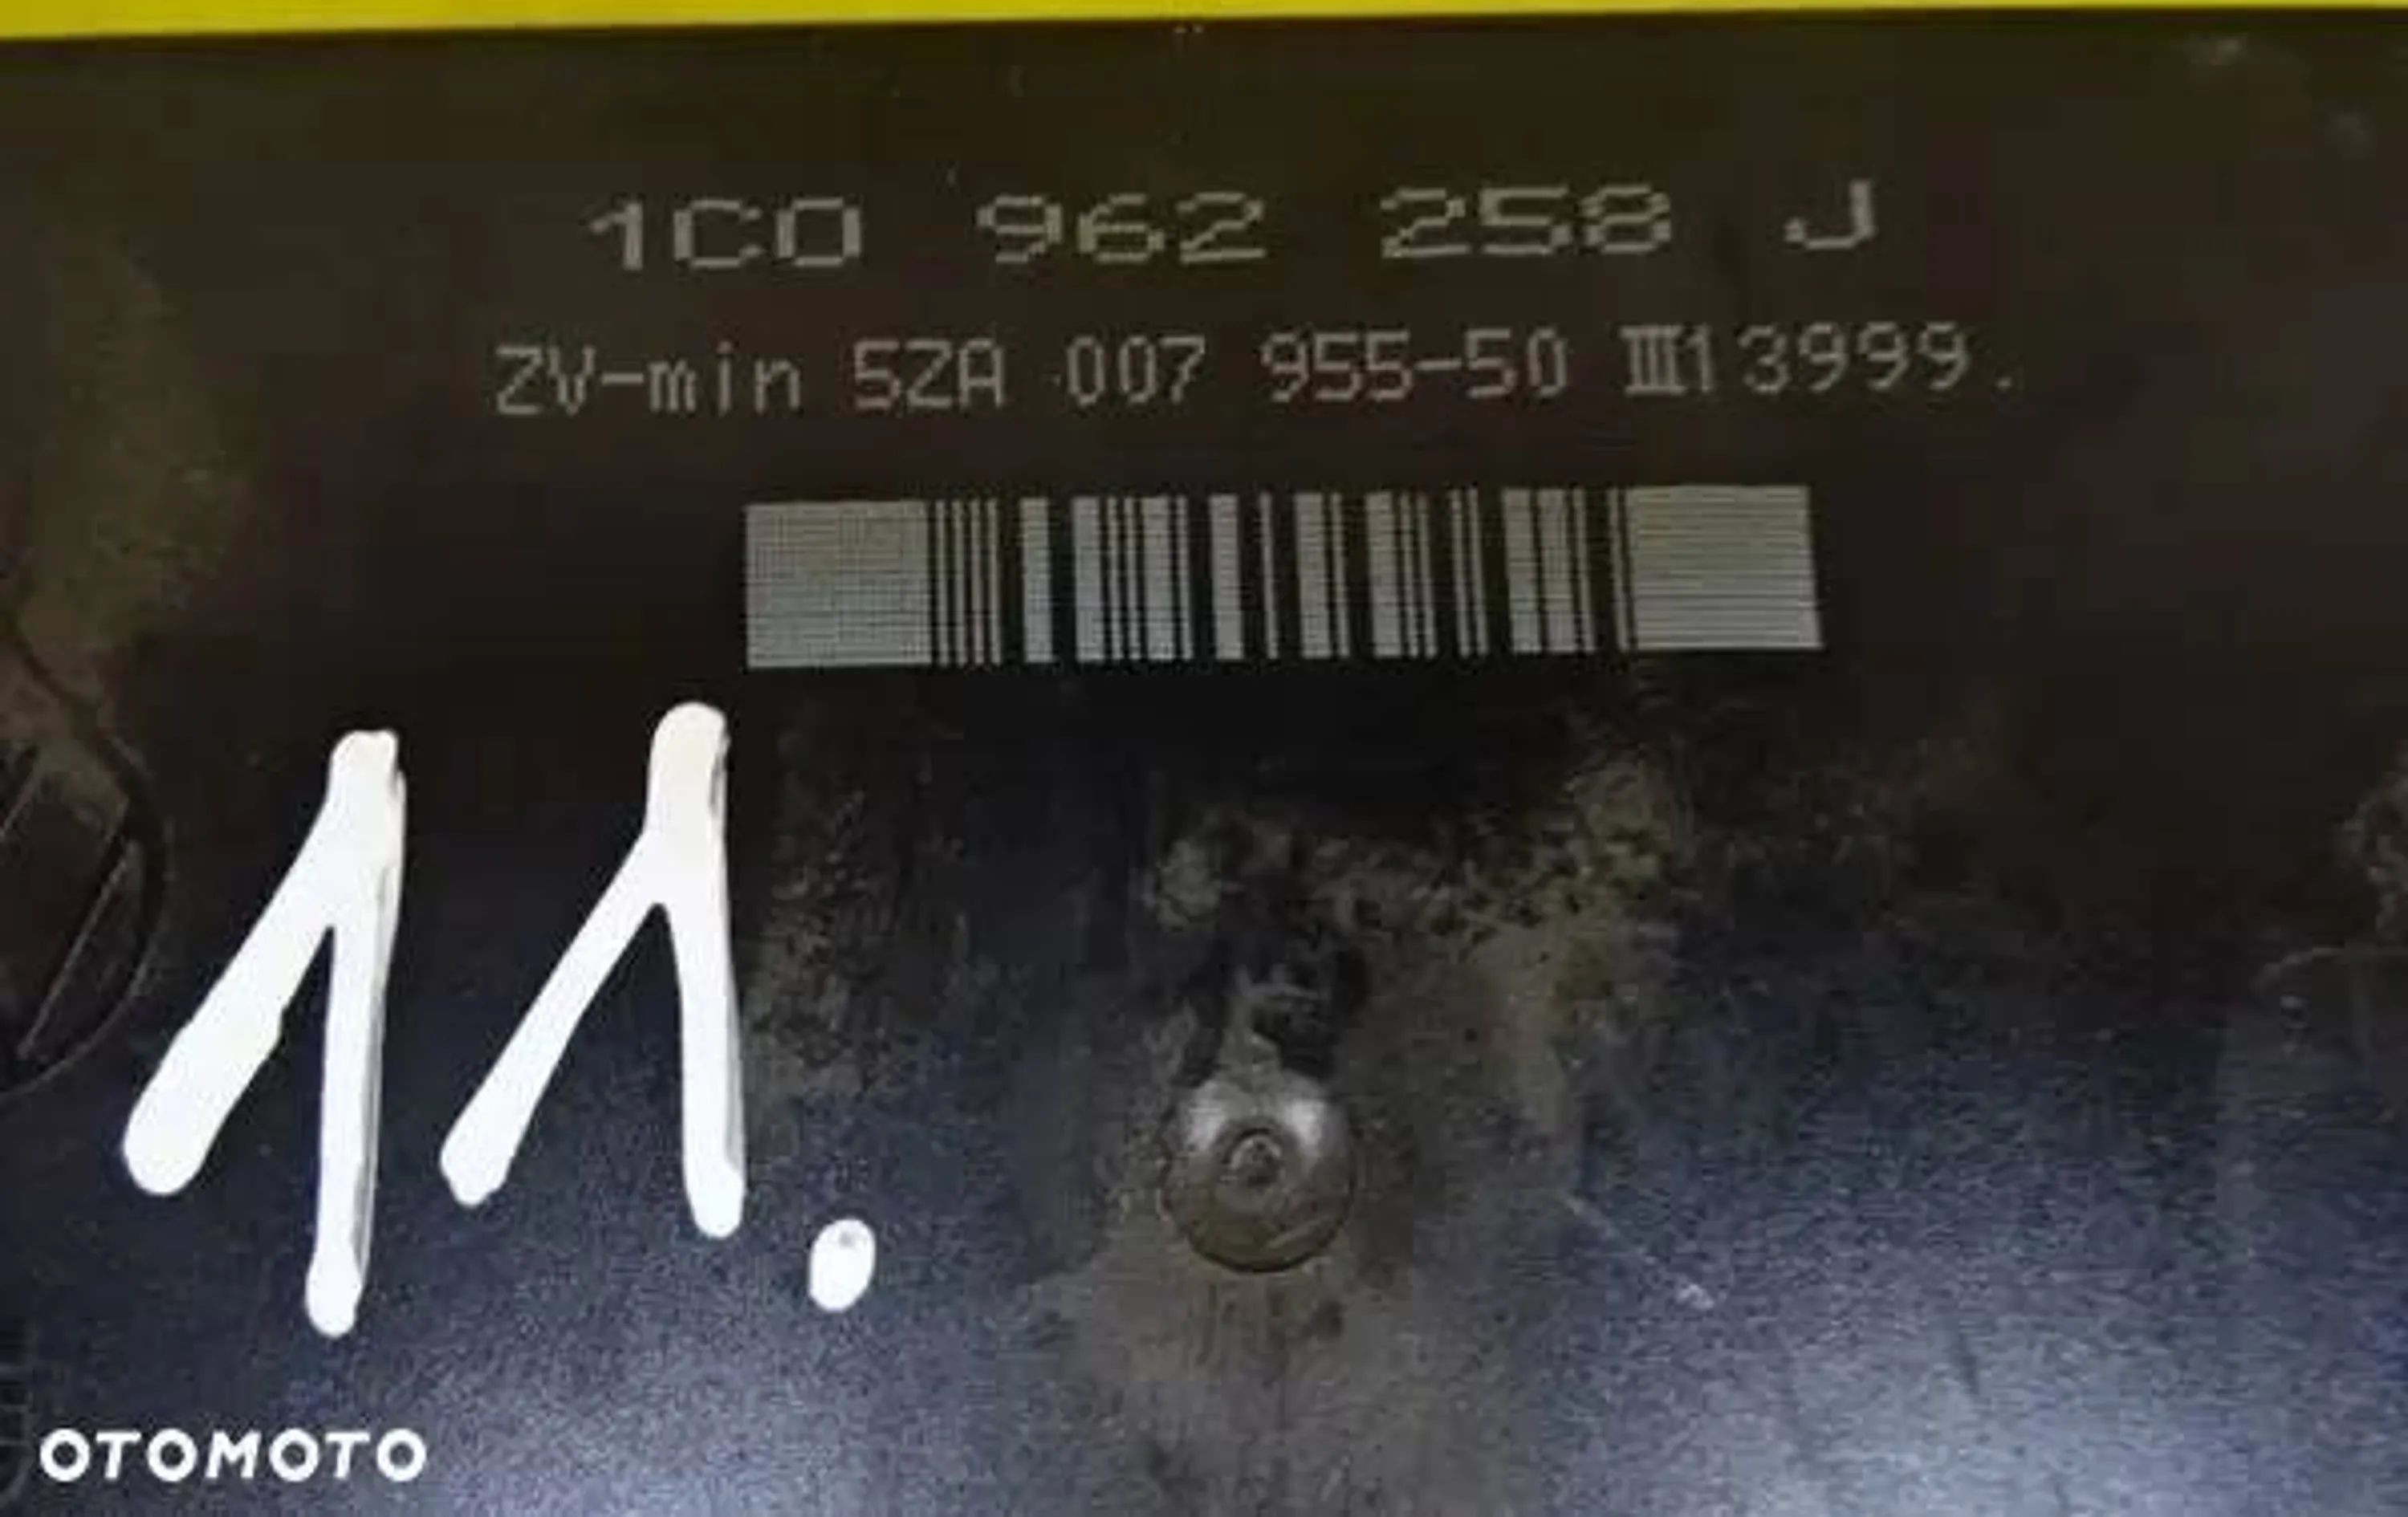 1C0 962 258 J
ZV-min 5ZA 007 955-50 III13999.
11.
OTOMOTO